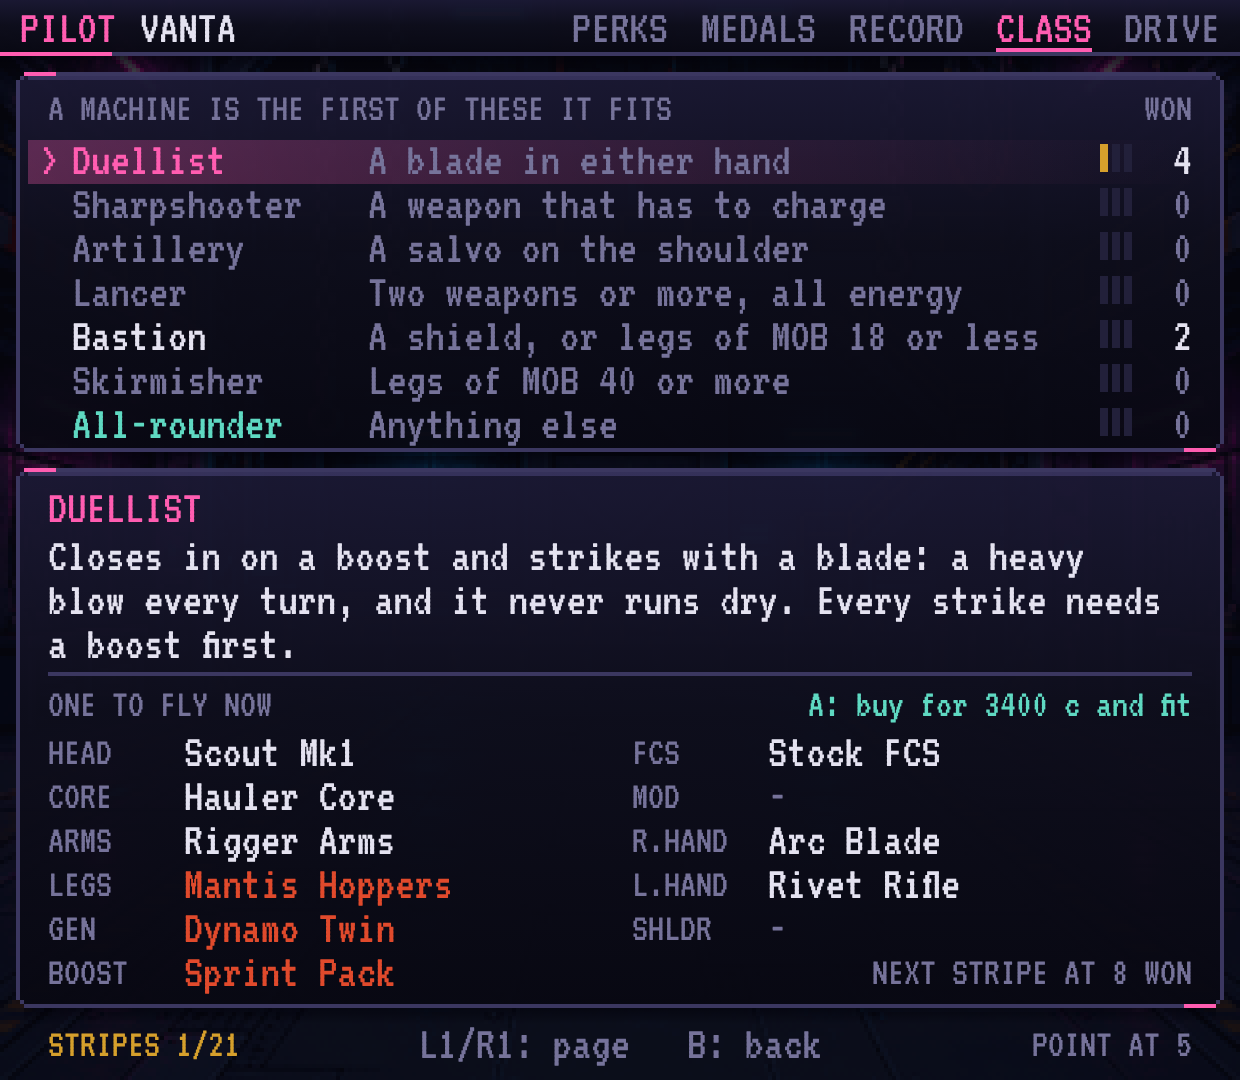 PILOT VANTA PERKS MEDALS RECORD CLASS DRIVE
A MACHINE IS THE FIRST OF THESE IT FITS WON
> Duellist A blade in either hand 4
Sharpshooter A weapon that has to charge 0
Artillery A salvo on the shoulder 0
Lancer Two weapons or more, all energy 0
Bastion A shield, or legs of MOB 18 or less 2
Skirmisher Legs of MOB 40 or more 0
All-rounder Anything else 0
DUELLIST
Closes in on a boost and strikes with a blade: a heavy
blow every turn, and it never runs dry. Every strike needs
a boost first.
ONE TO FLY NOW A: buy for 3400 c and fit
HEAD Scout Mk1 FCS Stock FCS
CORE Hauler Core MOD -
ARMS Rigger Arms R.HAND Arc Blade
LEGS Mantis Hoppers L.HAND Rivet Rifle
GEN Dynamo Twin SHLDR -
BOOST Sprint Pack NEXT STRIPE AT 8 WON
STRIPES 1/21 L1/R1: page B: back POINT AT 5